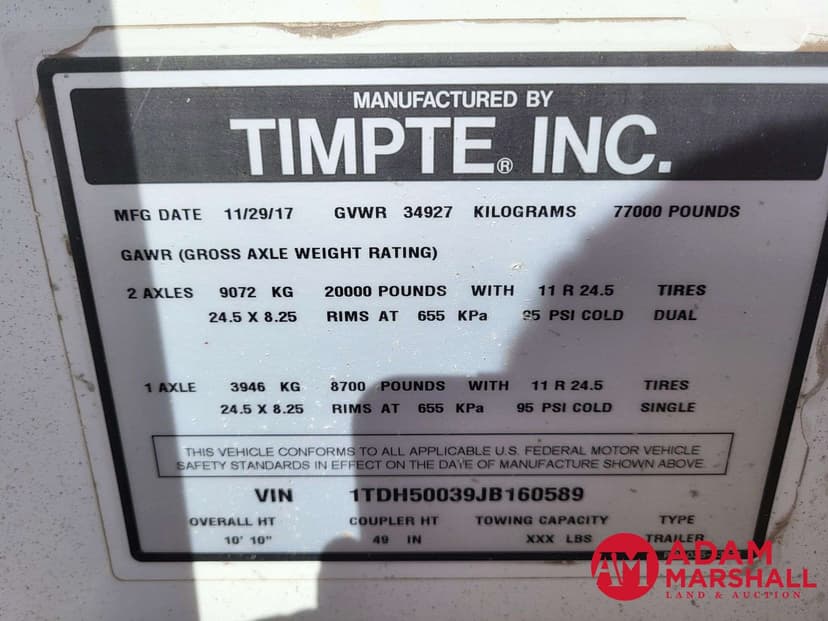 MANUFACTURED BY
TIMPTE® INC.
MFG DATE 11/29/17 GVWR 34927 KILOGRAMS 77000 POUNDS
GAWR (GROSS AXLE WEIGHT RATING)
2 AXLES 9072 KG 20000 POUNDS WITH 11 R 24.5 TIRES
24.5 X 8.25 RIMS AT 655 KPa 95 PSI COLD DUAL
1 AXLE 3946 KG 8700 POUNDS WITH 11 R 24.5 TIRES
24.5 X 8.25 RIMS AT 655 KPa 95 PSI COLD SINGLE
THIS VEHICLE CONFORMS TO ALL APPLICABLE U.S. FEDERAL MOTOR VEHICLE
SAFETY STANDARDS IN EFFECT ON THE DATE OF MANUFACTURE SHOWN ABOVE.
VIN 1TDH50039JB160589
OVERALL HT COUPLER HT TOWING CAPACITY TYPE
10' 10" 49 IN XXX LBS TRAILER
AM ADAM
MARSHALL
LAND & AUCTION